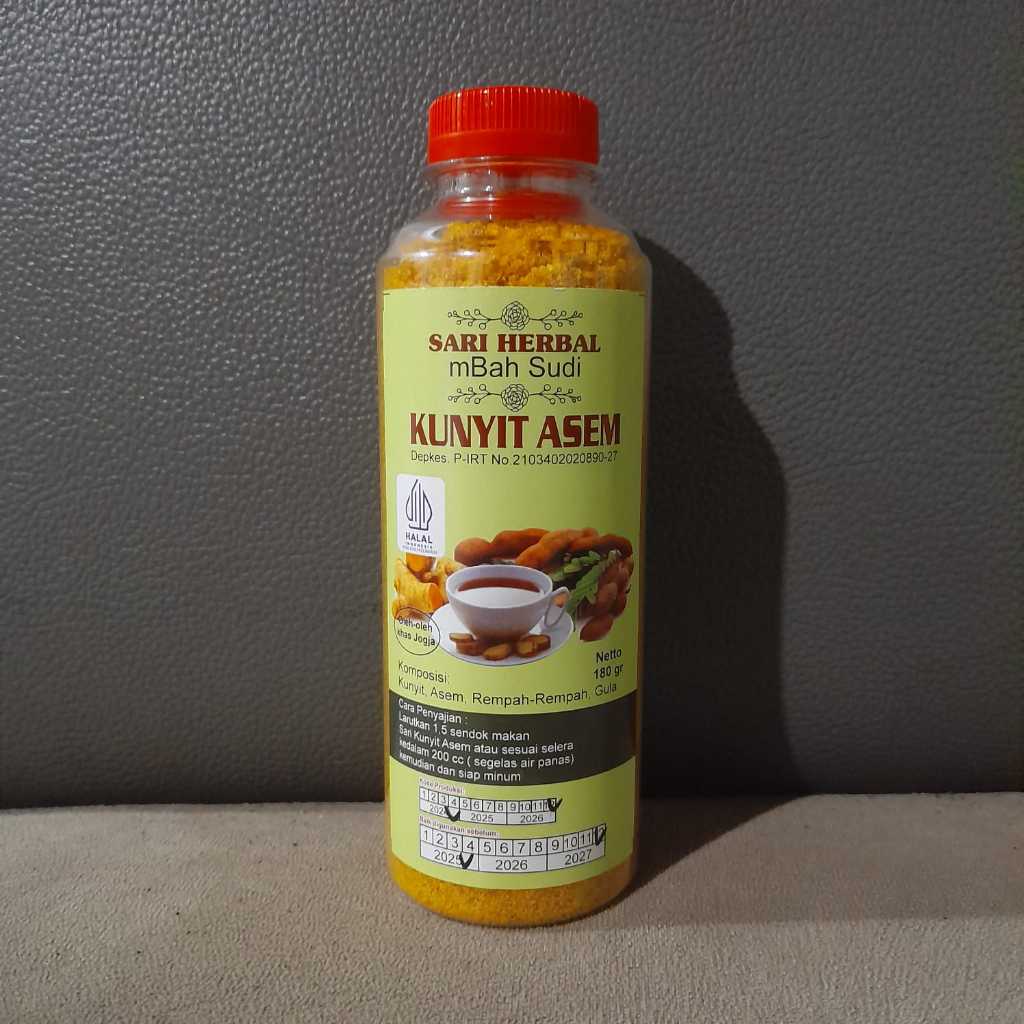 SARI HERBAL
mBah Sudi
KUNYIT ASEM
Depkes. P-IRT No 2103402020890-27
HALAL
INDONESIA
Oleh-oleh
khas Jogja
Netto
180 gr
Komposisi:
Kunyit, Asem, Rempah-Rempah, Gula
Cara Penyajian :
Larutkan 1,5 sendok makan
Sari Kunyit Asem atau sesuai selera
kedalam 200 cc ( segelas air panas)
kemudian dan siap minum
Kode Produksi:
1 2 3 4 5 6 7 8 9 10 11
2024 2025 2026
Baik digunakan sebelum:
1 2 3 4 5 6 7 8 9 10 11
2025 2026 2027